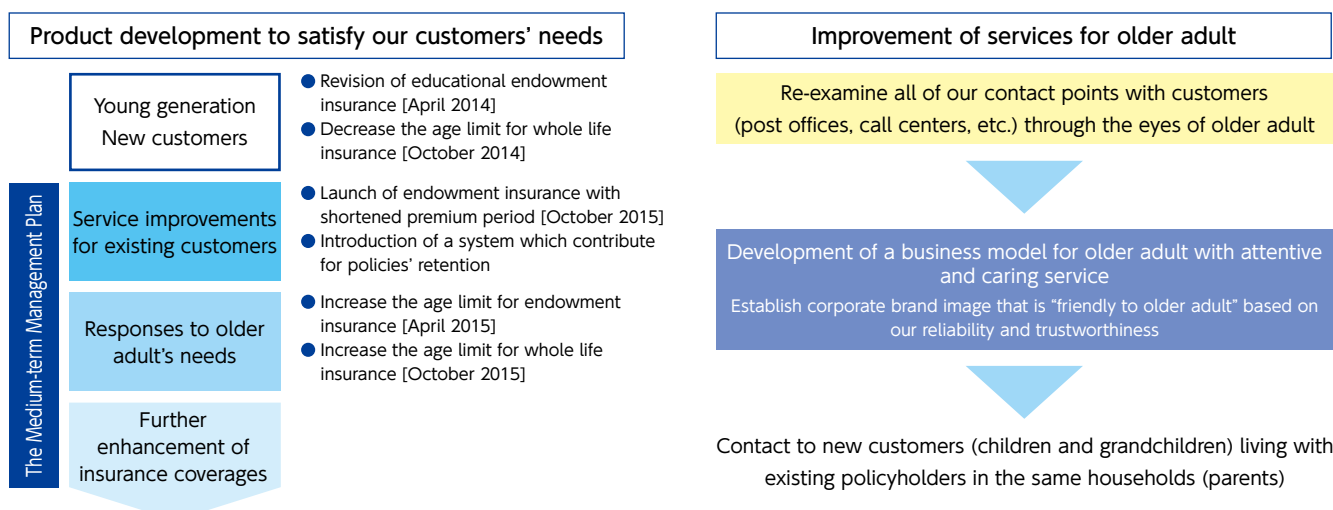 Product development to satisfy our customers' needs
Young generation
New customers
● Revision of educational endowment
insurance [April 2014]
● Decrease the age limit for whole life
insurance [October 2014]
The Medium-term Management Plan
Service improvements
for existing customers
● Launch of endowment insurance with
shortened premium period [October 2015]
● Introduction of a system which contribute
for policies' retention
Responses to older
adult's needs
● Increase the age limit for endowment
insurance [April 2015]
● Increase the age limit for whole life
insurance [October 2015]
Further
enhancement of
insurance coverages
Improvement of services for older adult
Re-examine all of our contact points with customers
(post offices, call centers, etc.) through the eyes of older adult
Development of a business model for older adult with attentive
and caring service
Establish corporate brand image that is “friendly to older adult” based on
our reliability and trustworthiness
Contact to new customers (children and grandchildren) living with
existing policyholders in the same households (parents)